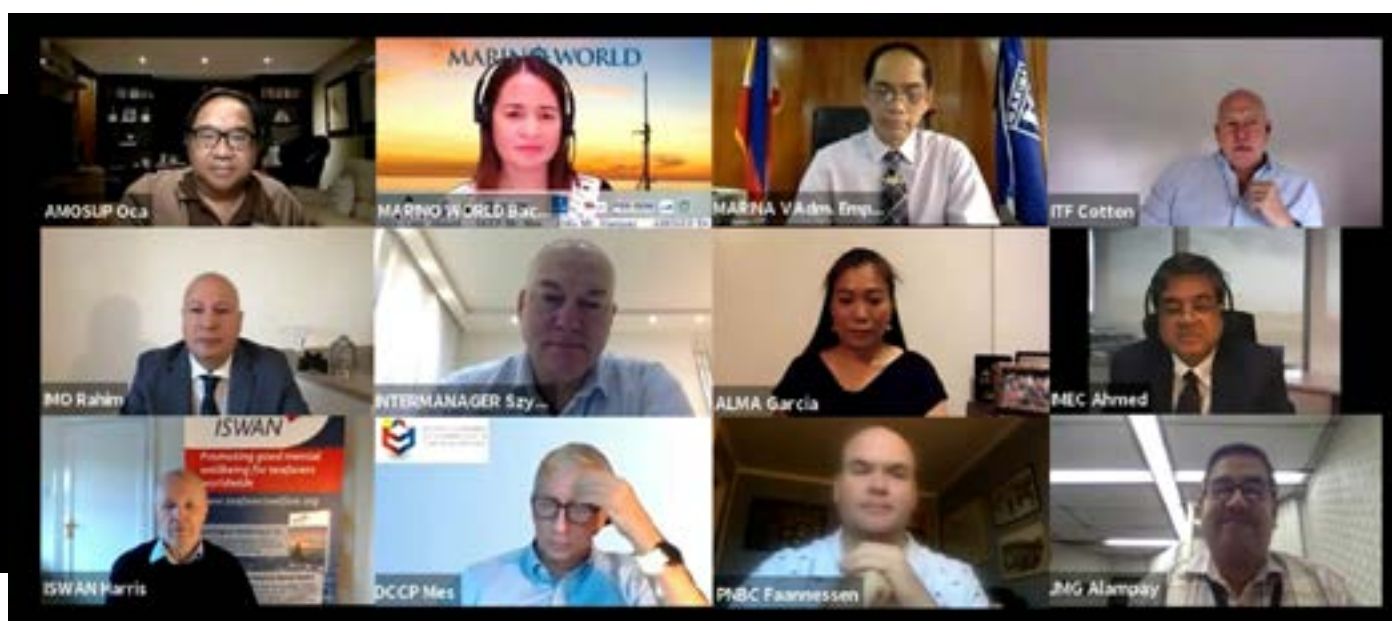 MARINO WORLD
AMOSUP Oca
MARINO WORLD Bac...
MARINA VAdm. Emp...
ITF Cotton
IMO Rahim
INTERMANAGER Szy...
ALMA Garcia
IMEC Ahmed
ISWAN
Promoting good mental
wellbeing for seafarers
worldwide
ISWAN Harris
DCCP Mes
PNBC Faannessen
JMG Alampay